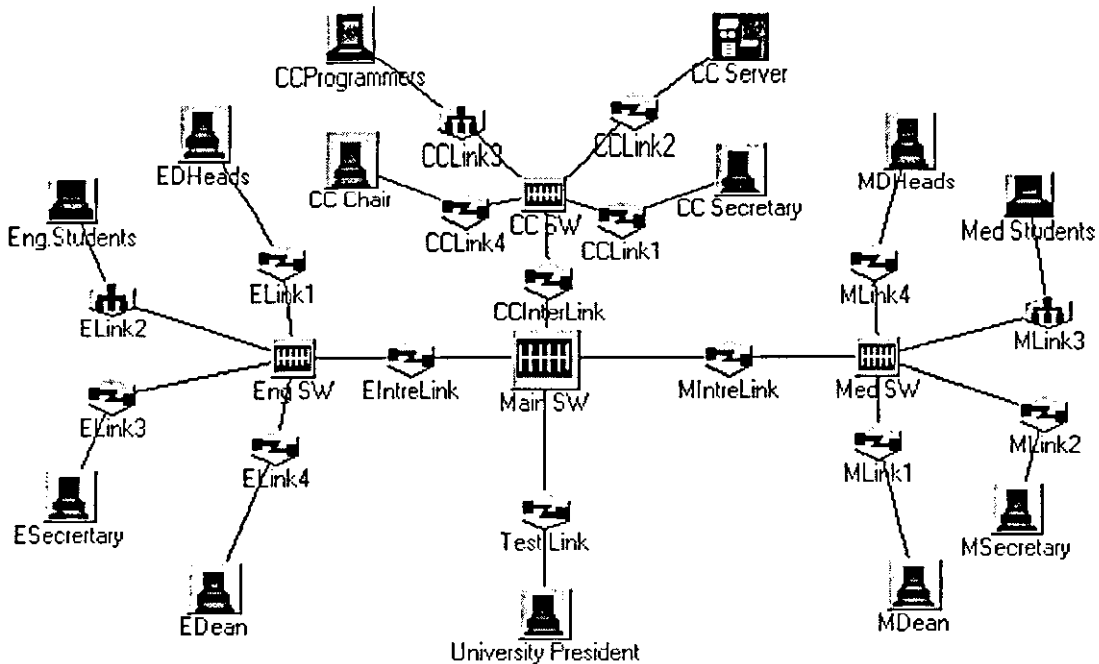 CCProgrammers
CC Server
EDHeads
CCLink3
CCLink2
MDHeads
CC Chair
CC Secretary
Eng.Students
CCLink4
CC SW
CCLink1
Med Students
ELink1
CCInterLink
MLink4
ELink2
MLink3
Eng SW
EIntreLink
Main SW
MIntreLink
Med SW
ELink3
MLink2
ELink4
MLink1
ESecrertary
Test Link
MSecretary
EDean
MDean
University President